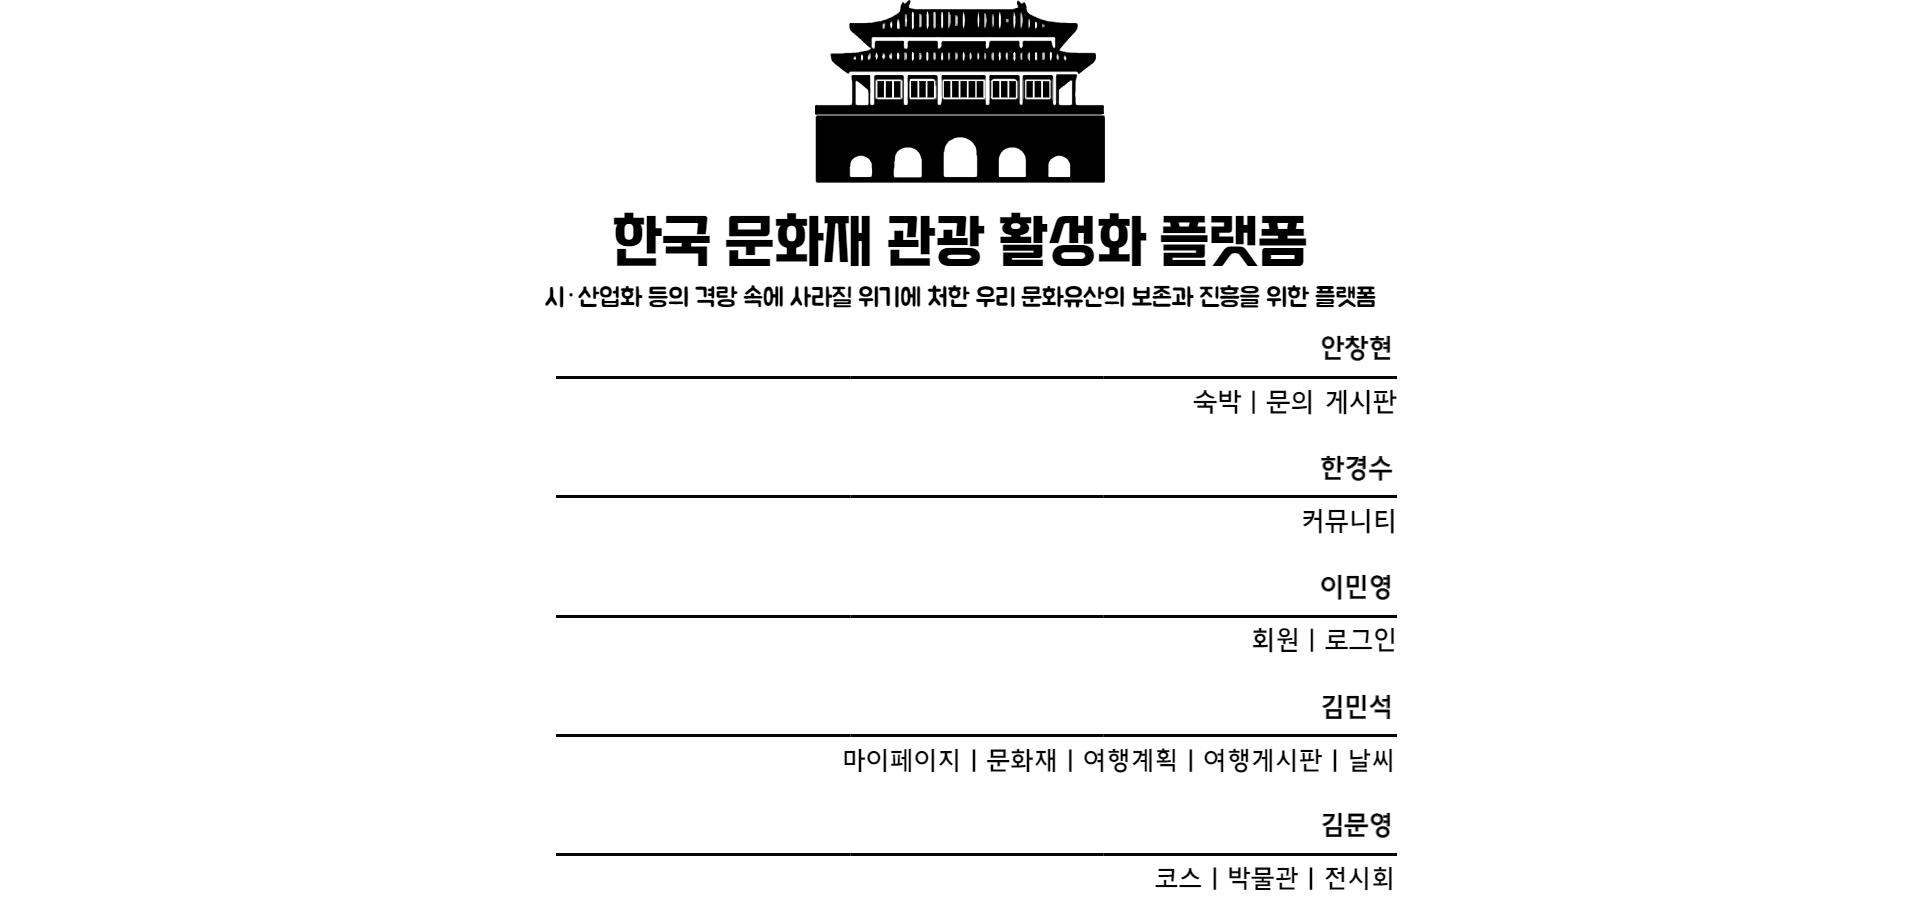 한국 문화재 관광 활성화 플랫폼
시·산업화 등의 격랑 속에 사라질 위기에 처한 우리 문화유산의 보존과 진흥을 위한 플랫폼
안창현
숙박 | 문의 게시판
한경수
커뮤니티
이민영
회원 | 로그인
김민석
마이페이지 | 문화재 | 여행계획 | 여행게시판 | 날씨
김문영
코스 | 박물관 | 전시회